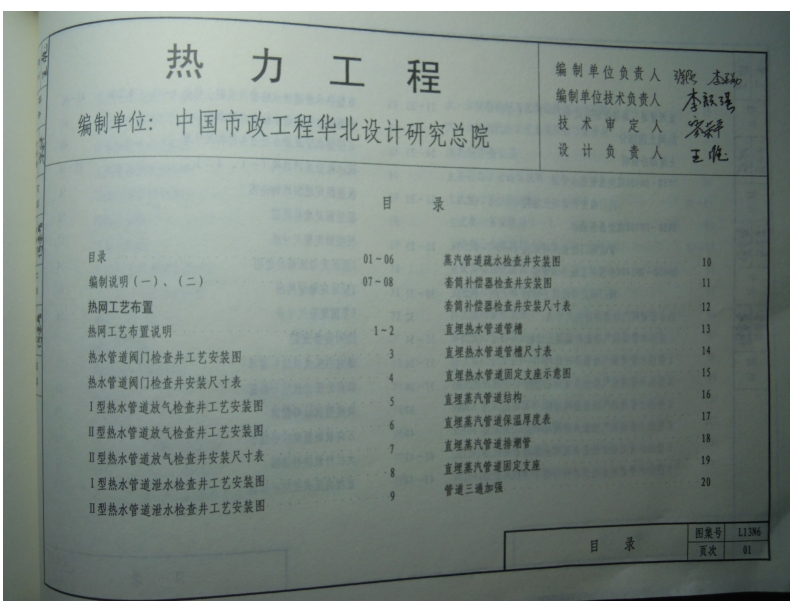 热力工程
编制单位：中国市政工程华北设计研究总院
编制单位负责人
编制单位技术负责人
技术审定人
设计负责人 王
目录
目录 01-06
编制说明(一)、(二) 07-08
热网工艺布置
热网工艺布置说明 1-2
热水管道阀门检查井工艺安装图 3
热水管道阀门检查井安装尺寸表 4
Ⅰ型热水管道放气检查井工艺安装图 5
Ⅱ型热水管道放气检查井工艺安装图 6
Ⅱ型热水管道放气检查井安装尺寸表 7
Ⅰ型热水管道泄水检查井工艺安装图 8
Ⅱ型热水管道泄水检查井工艺安装图 9
蒸汽管道疏水检查井安装图 10
套筒补偿器检查井安装图 11
套筒补偿器检查井安装尺寸表 12
直埋热水管道管槽 13
直埋热水管道管槽尺寸表 14
直埋热水管道固定支座示意图 15
直埋蒸汽管道结构 16
直埋蒸汽管道保温厚度表 17
直埋蒸汽管道排潮管 18
直埋蒸汽管道固定支座 19
管道三通加强 20
目录
图集号 L13N6
页次 01